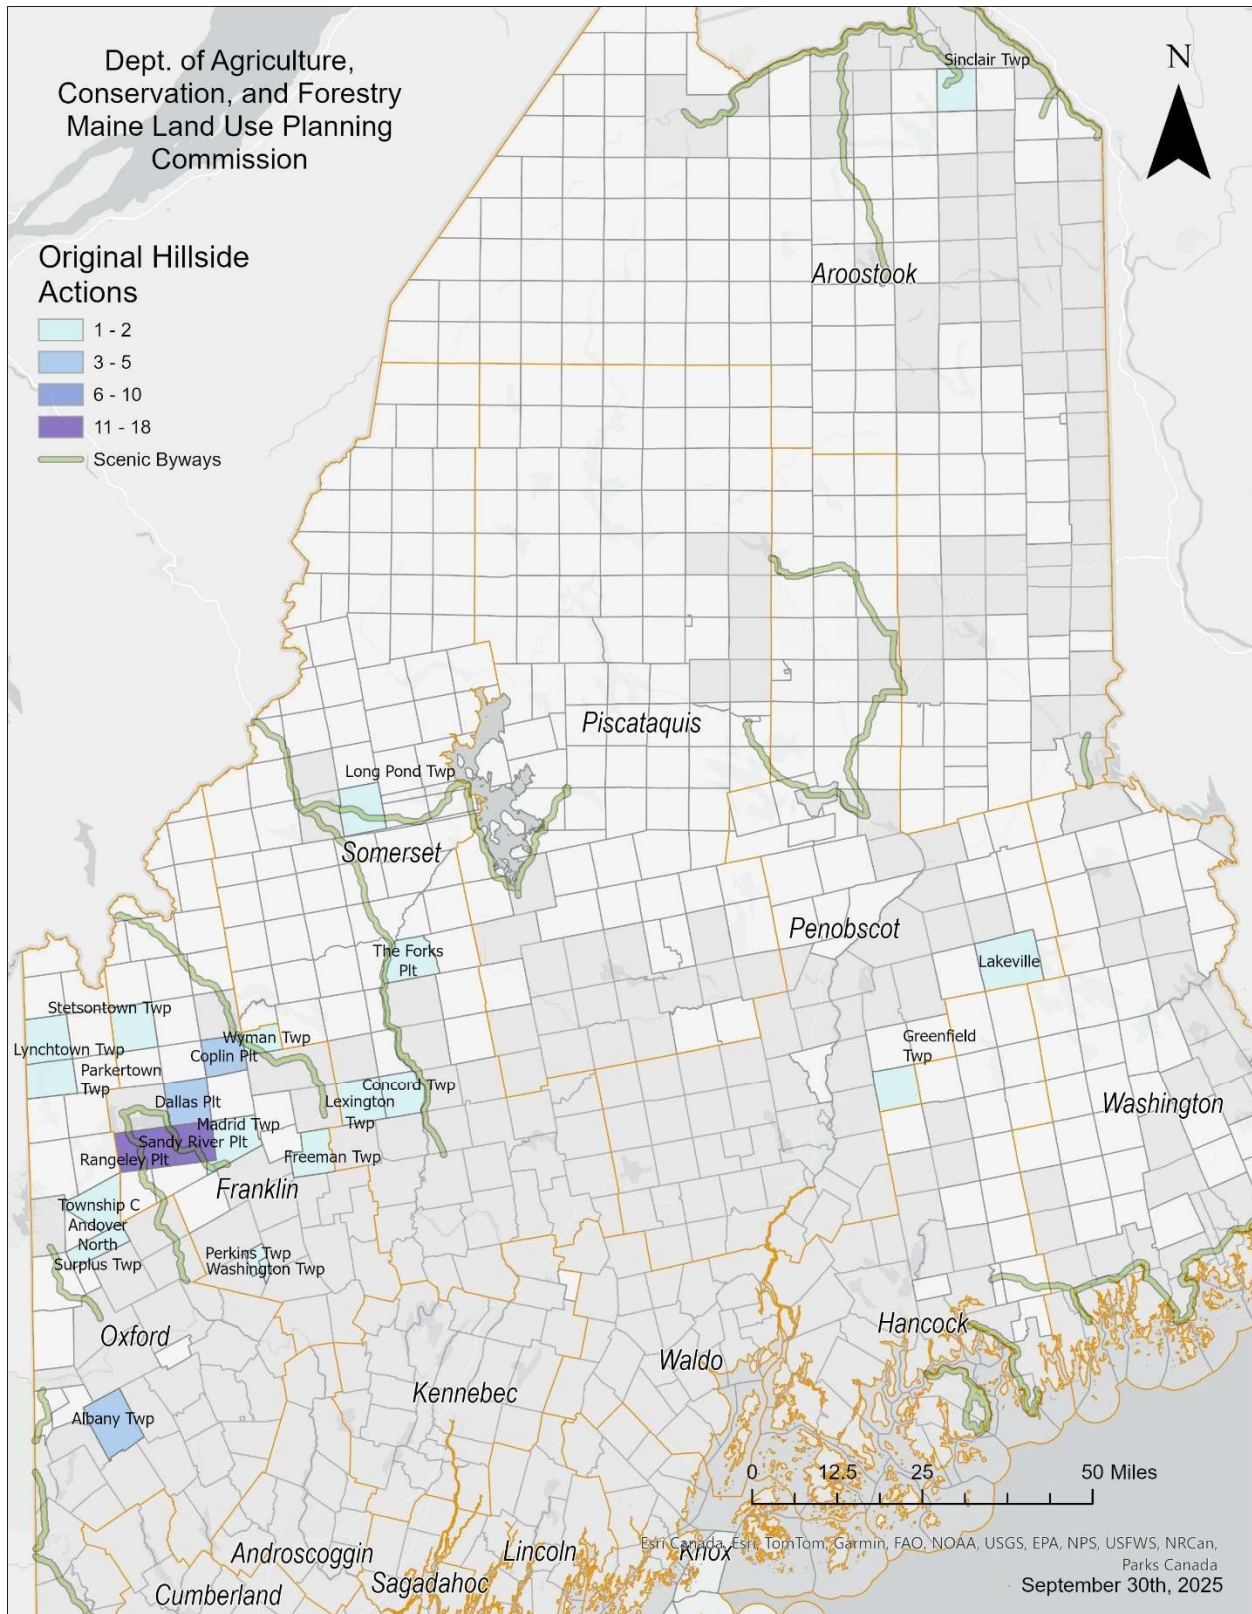 Dept. of Agriculture,
Conservation, and Forestry
Maine Land Use Planning
Commission
N
Sinclair Twp
Original Hillside
Actions
1 - 2
3 - 5
6 - 10
11 - 18
Scenic Byways
Aroostook
Piscataquis
Long Pond Twp
Somerset
Penobscot
The Forks
Plt
Lakeville
Stetsontown Twp
Wyman Twp
Lynchtown Twp
Coplin Plt
Greenfield
Twp
Parkertown
Twp
Concord Twp
Dallas Plt
Lexington
Twp
Washington
Madrid Twp
Sandy River Plt
Rangeley Plt
Freeman Twp
Franklin
Township C
Andover
North
Surplus Twp
Perkins Twp
Washington Twp
Oxford
Hancock
Waldo
Kennebec
Albany Twp
0 12.5 25 50 Miles
Androscoggin
Lincoln
Knox
Sagadahoc
Cumberland
Esri Canada, Esri, TomTom, Garmin, FAO, NOAA, USGS, EPA, NPS, USFWS, NRCan,
Parks Canada
September 30th, 2025